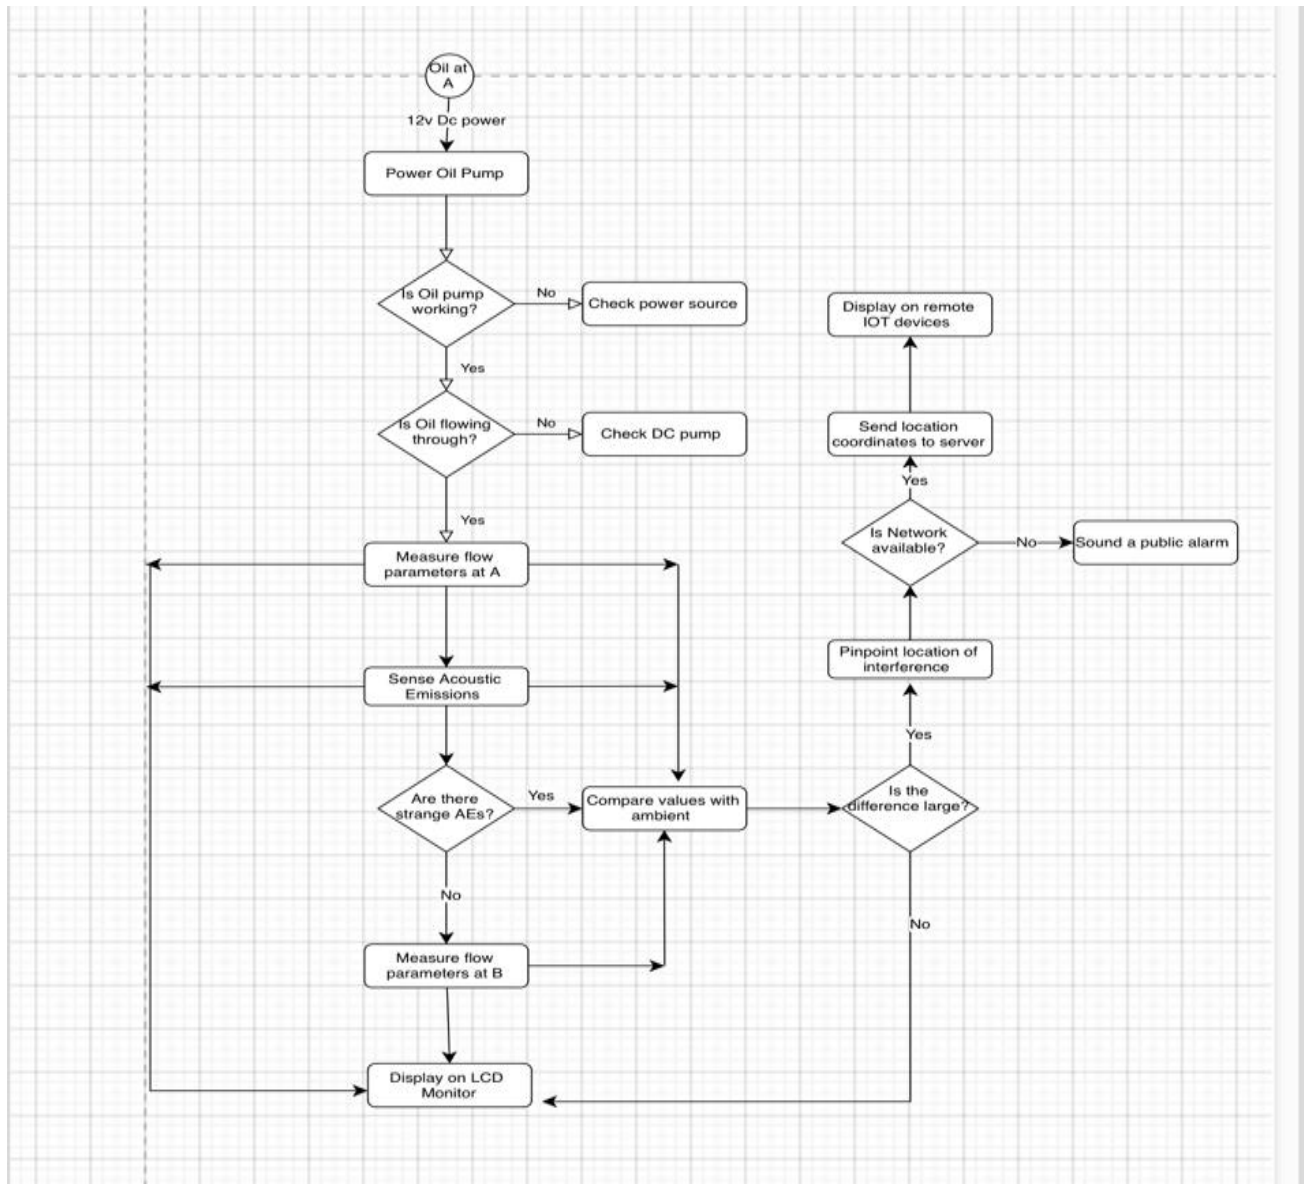 Oil at
A
12v Dc power
Power Oil Pump
Is Oil pump
working?
No
Check power source
Yes
Is Oil flowing
through?
No
Check DC pump
Yes
Measure flow
parameters at A
Sense Acoustic
Emissions
Are there
strange AEs?
Yes
Compare values with
ambient
No
Measure flow
parameters at B
Display on LCD
Monitor
Is the
difference large?
No
Yes
Pinpoint location of
interference
Is Network
available?
No
Sound a public alarm
Yes
Send location
coordinates to server
Display on remote
IOT devices